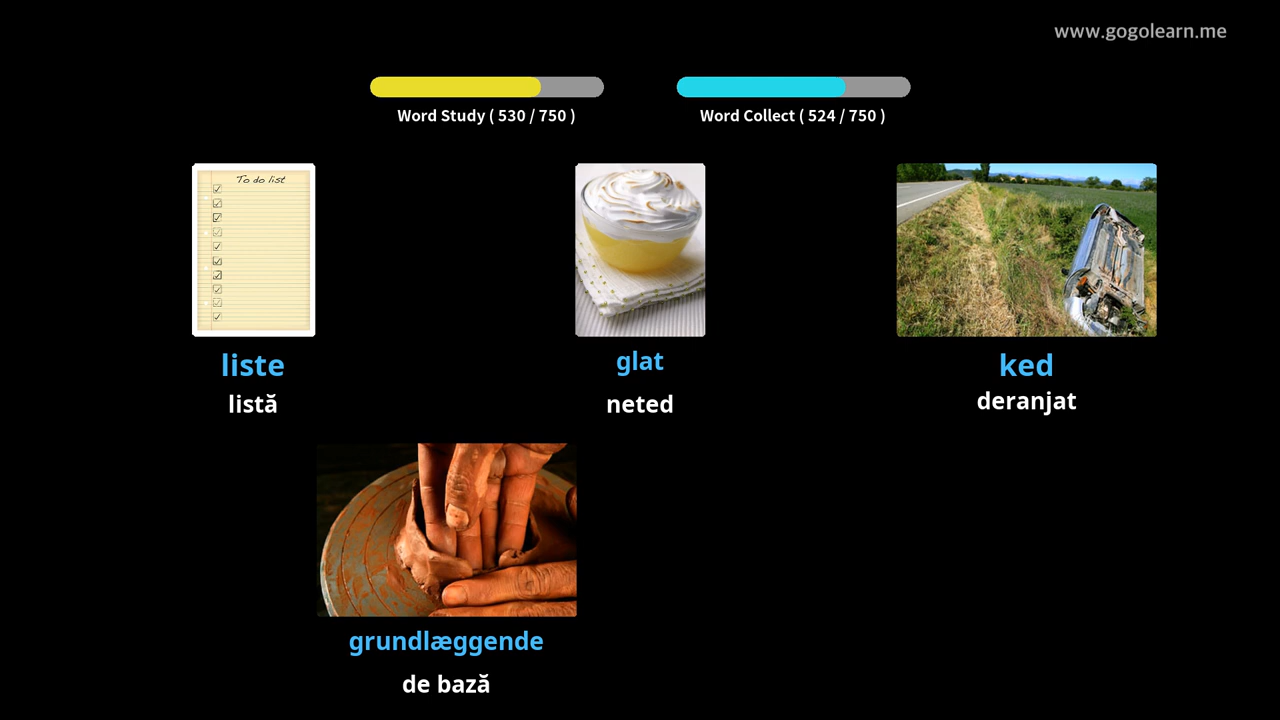 www.gogolearn.me
Word Study ( 530 / 750 )
Word Collect ( 524 / 750 )
To do list
liste
glat
ked
listă
neted
deranjat
grundlæggende
de bază